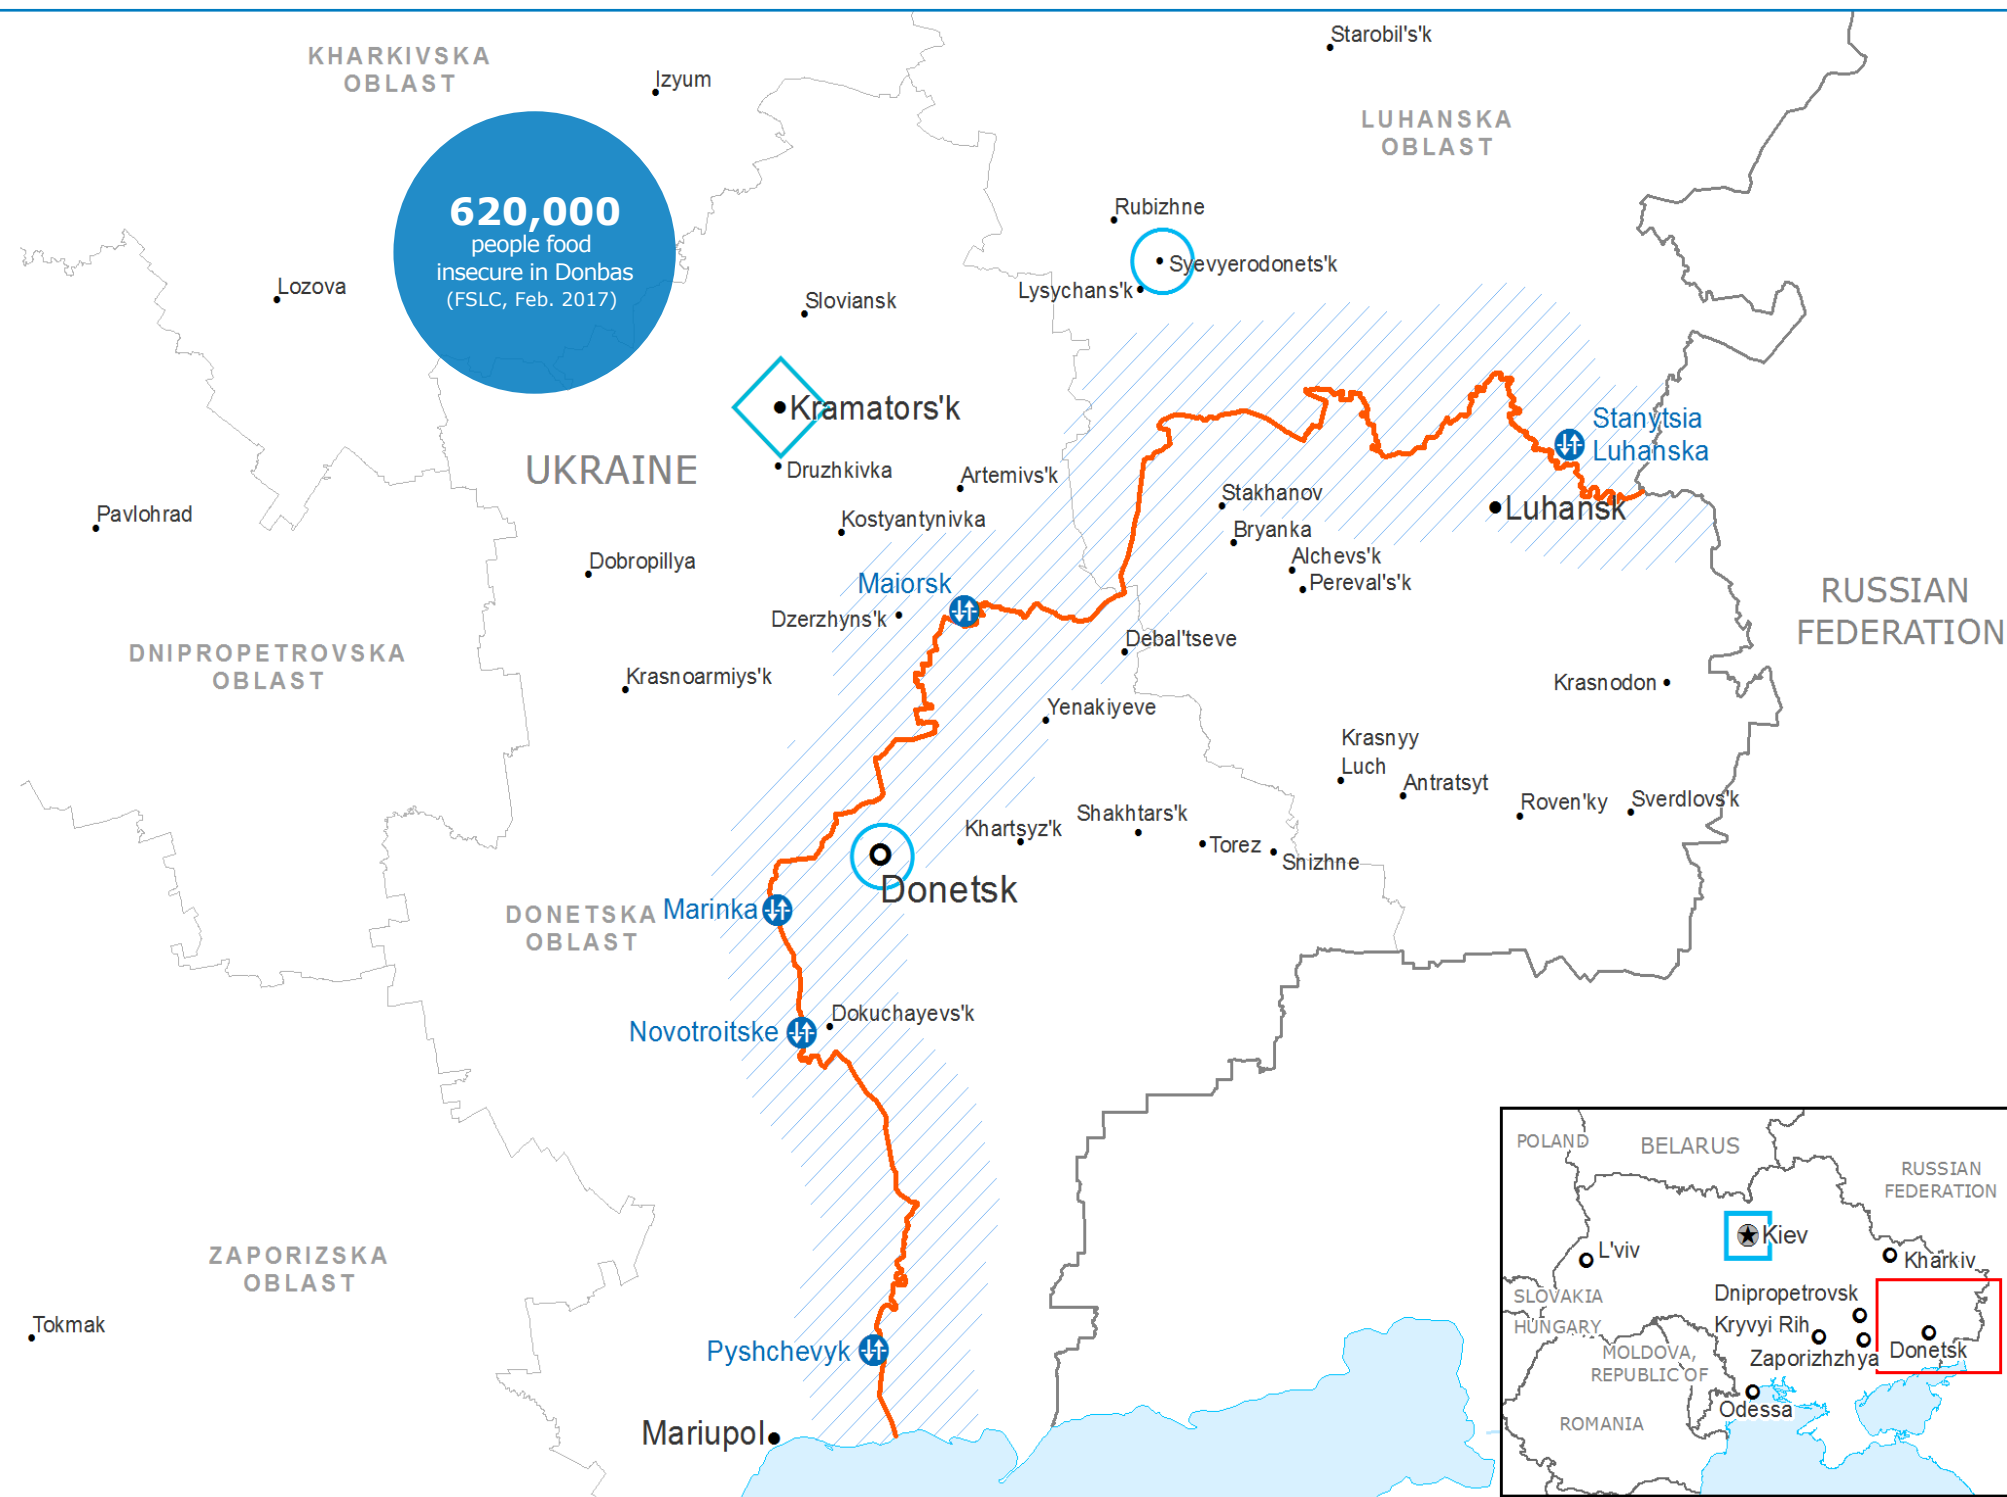 KHARKIVSKA
OBLAST
Izyum
Starobil's'k
LUHANSKA
OBLAST
620,000
people food
insecure in Donbas
(FSLC, Feb. 2017)
Rubizhne
Syevyerodonets'k
Lysychans'k
Lozova
Sloviansk
Kramators'k
Stanytsia
Luhanska
UKRAINE
Druzhkivka
Artemivs'k
Stakhanov
Luhansk
Pavlohrad
Kostyantynivka
Bryanka
Dobropillya
Alchevs'k
Maiorsk
Pereval's'k
RUSSIAN
FEDERATION
Dzerzhyns'k
Debal'tseve
DNIPROPETROVSKA
OBLAST
Krasnoarmiys'k
Krasnodon
Yenakiyeve
Krasnyy
Luch
Antratsyt
Roven'ky
Sverdlovs'k
Shakhtars'k
Khartsyz'k
Torez
Snizhne
Donetsk
DONETSKA
OBLAST
Marinka
Dokuchayevs'k
Novotroitske
ZAPORIZSKA
OBLAST
Tokmak
Pyshchevyk
Mariupol
POLAND
BELARUS
RUSSIAN
FEDERATION
Kiev
L'viv
Kharkiv
SLOVAKIA
Dnipropetrovsk
HUNGARY
Kryvyi Rih
MOLDOVA,
REPUBLIC OF
Zaporizhzhya
Donetsk
Odessa
ROMANIA